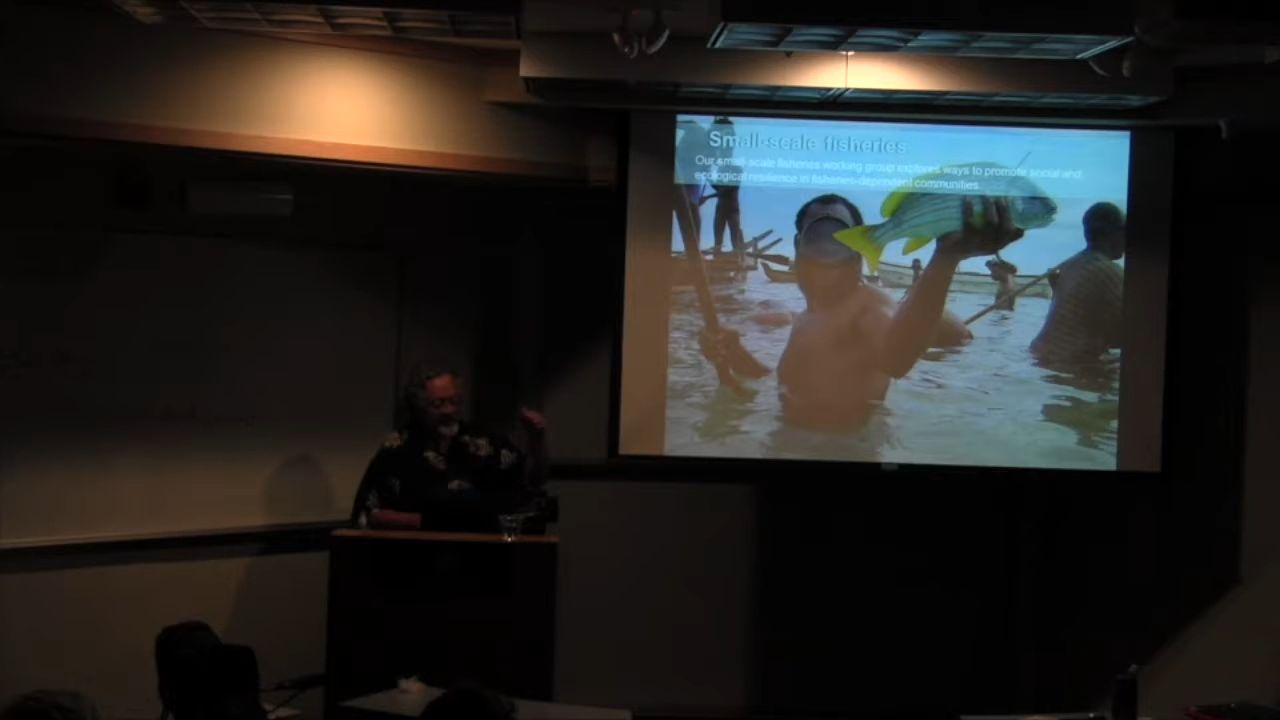 Small-scale fisheries
Our small-scale fisheries working group explores ways to promote social and
ecological resilience in fisheries-dependent communities.